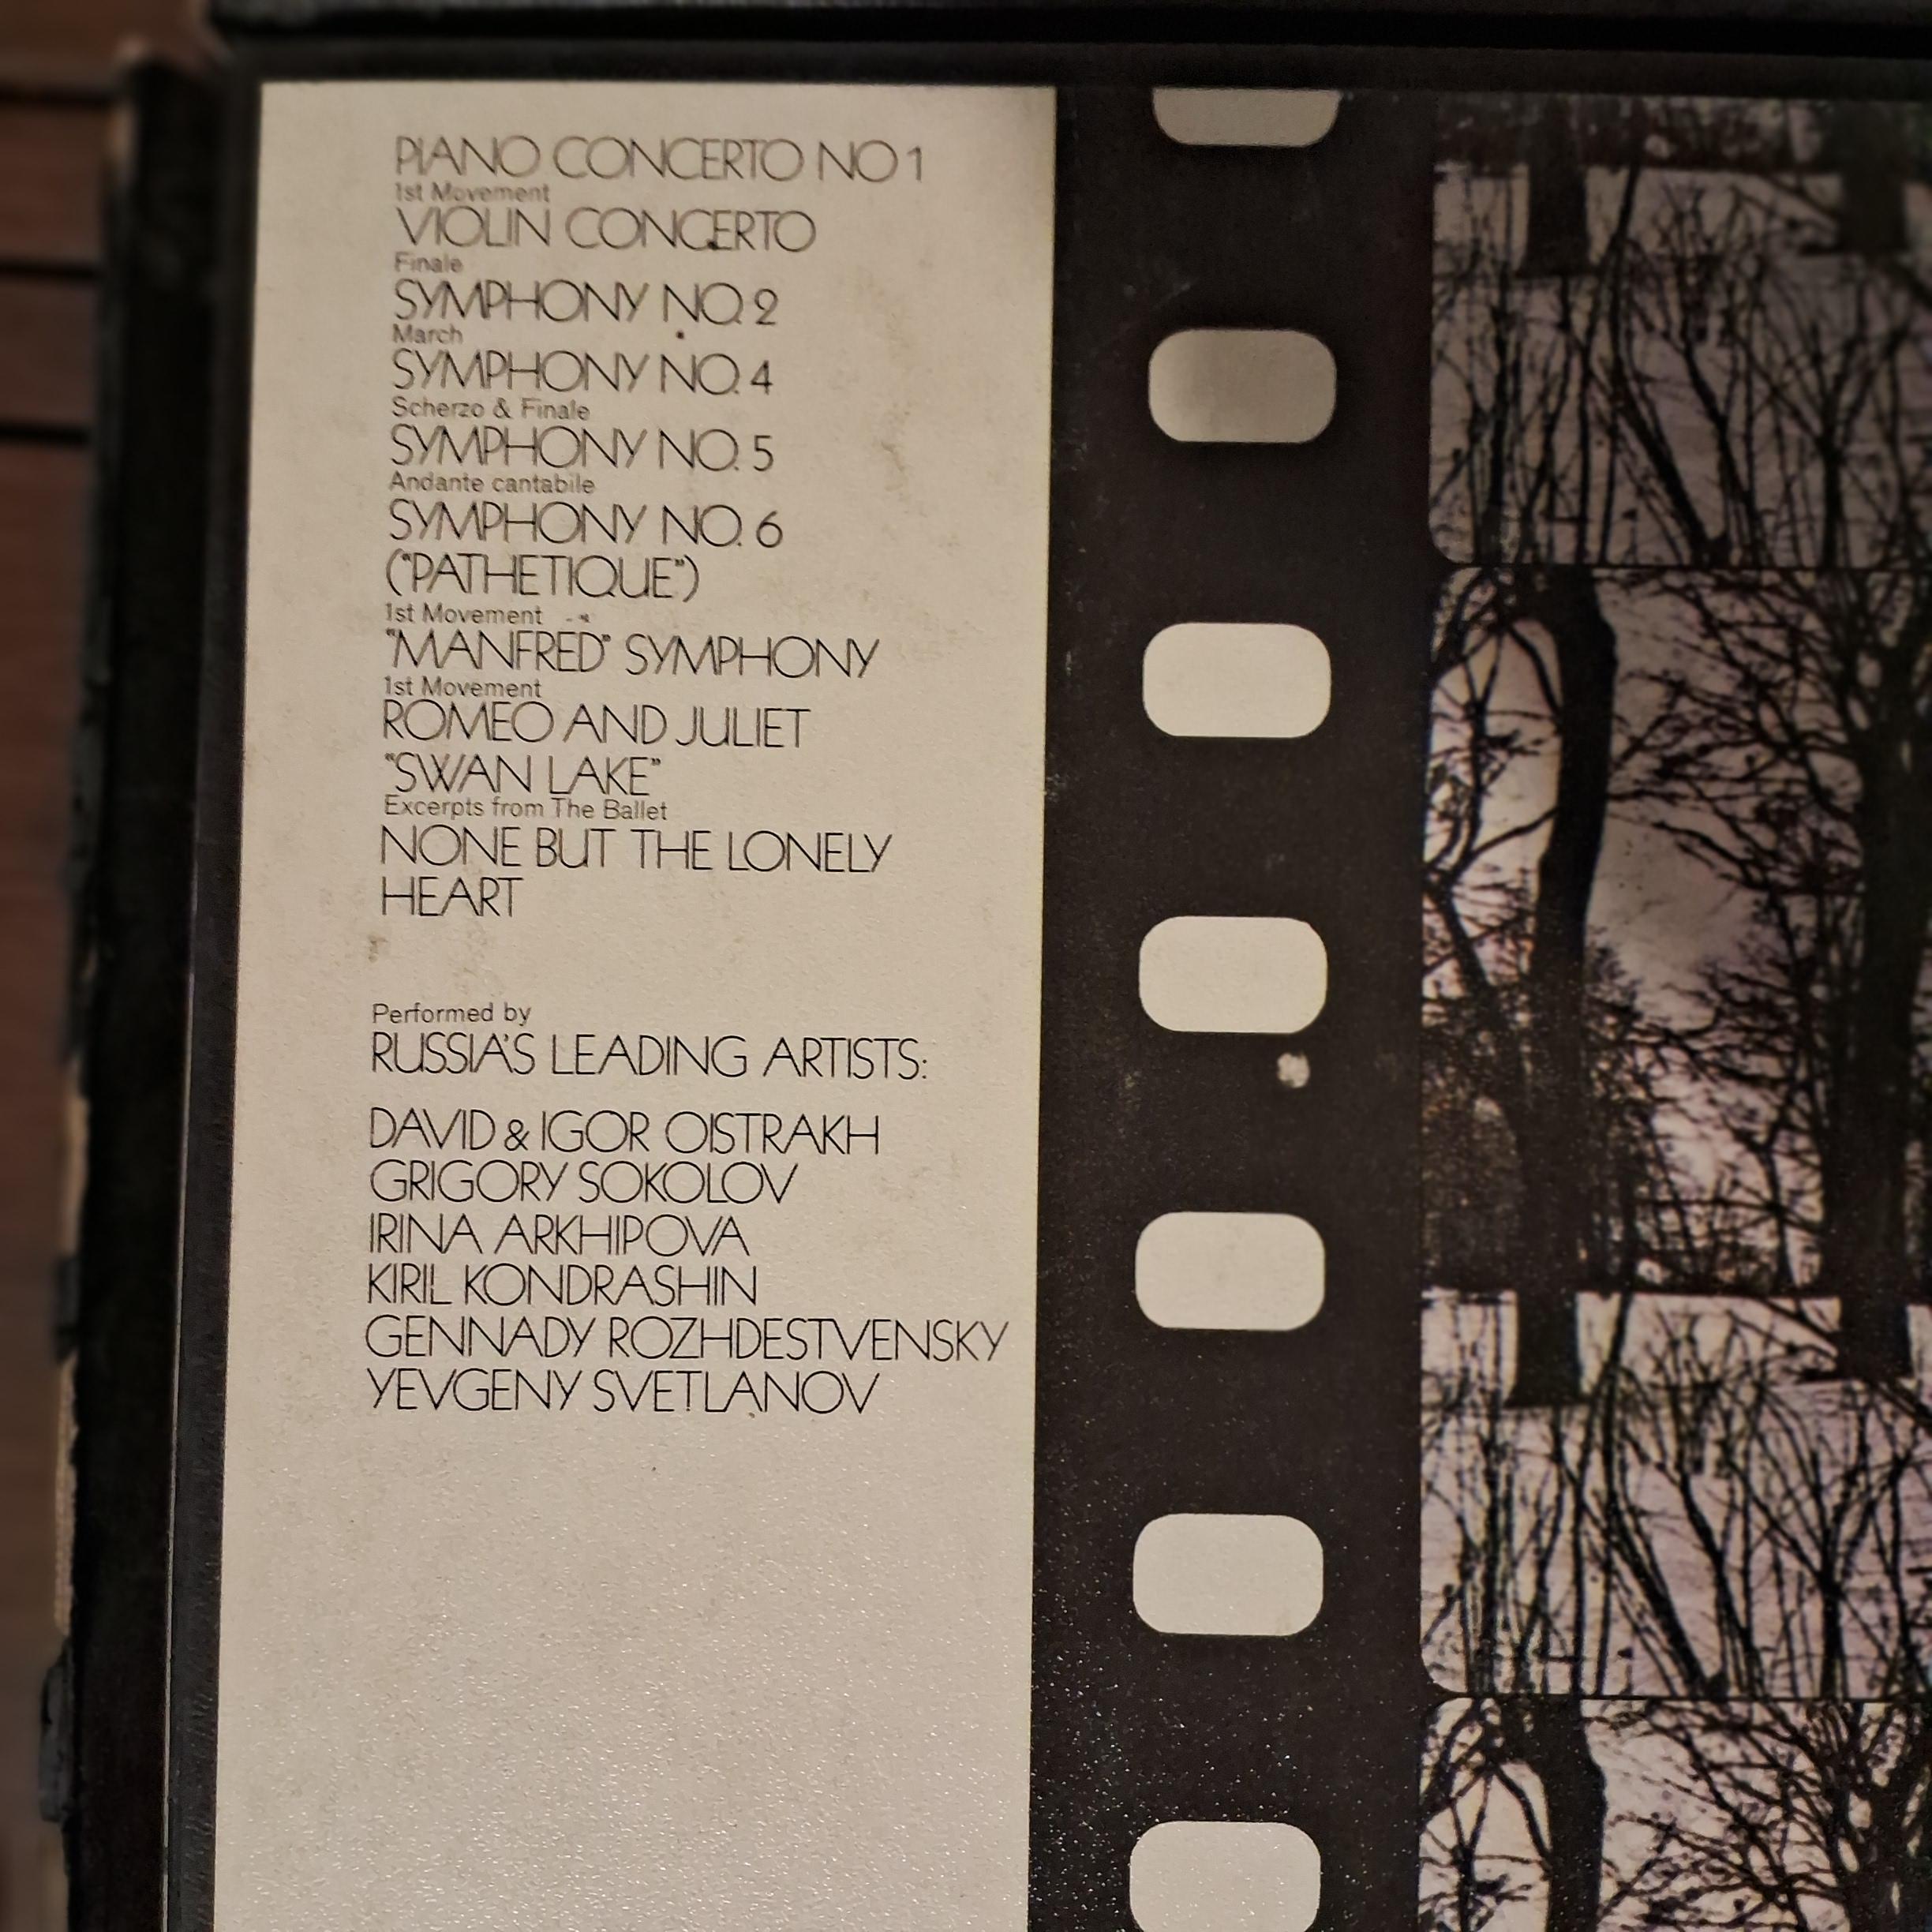 PIANO CONCERTO NO 1
1st Movement
VIOLIN CONCERTO
Finale
SYMPHONY NO. 2
March
SYMPHONY NO. 4
Scherzo & Finale
SYMPHONY NO. 5
Andante cantabile
SYMPHONY NO. 6
("PATHETIQUE")
1st Movement
"MANFRED" SYMPHONY
1st Movement
ROMEO AND JULIET
"SWAN LAKE"
Excerpts from The Ballet
NONE BUT THE LONELY
HEART
Performed by
RUSSIA'S LEADING ARTISTS:
DAVID & IGOR OISTRAKH
GRIGORY SOKOLOV
IRINA ARKHIPOVA
KIRIL KONDRASHIN
GENNADY ROZHDESTVENSKY
YEVGENY SVETLANOV